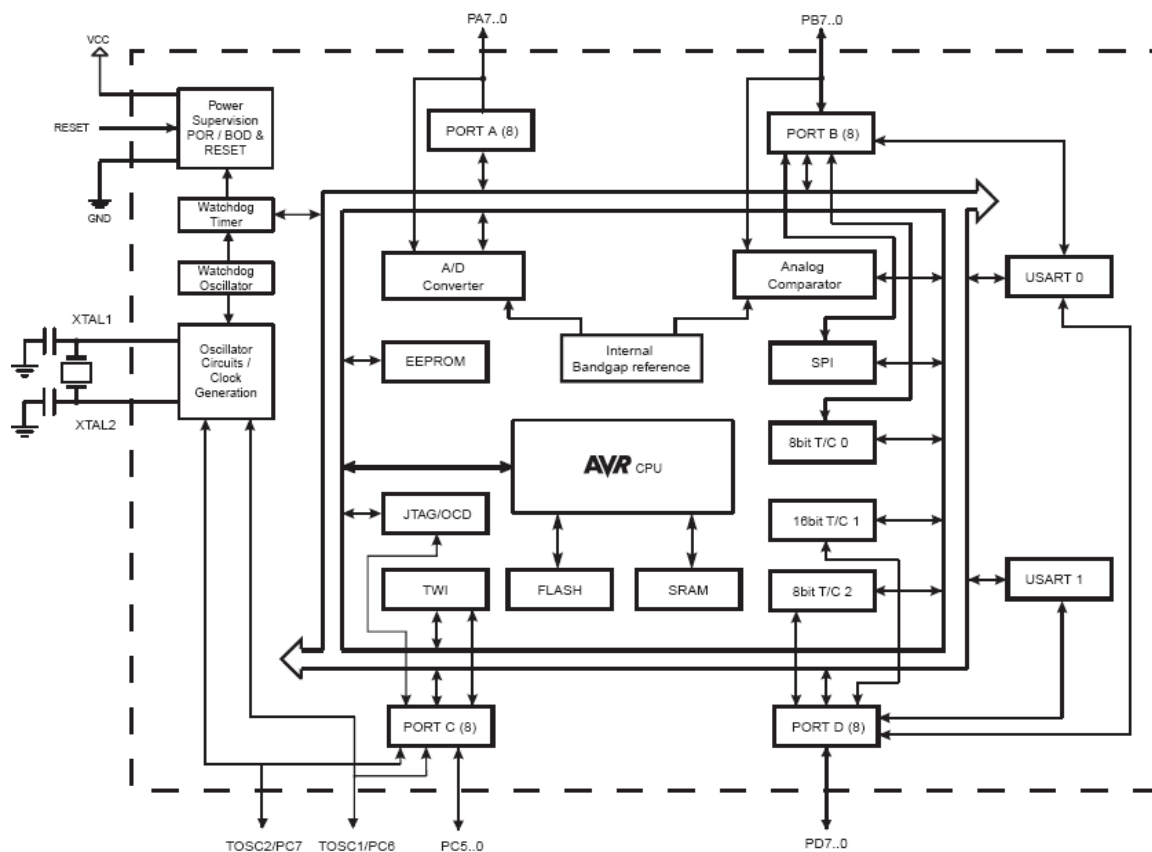 PA7..0
PB7..0
VCC
Power
Supervision
POR / BOD &
RESET
RESET
PORT A (8)
PORT B (8)
GND
Watchdog
Timer
Watchdog
Oscillator
A/D
Converter
Analog
Comparator
USART 0
XTAL1
Oscillator
Circuits /
Clock
Generation
XTAL2
EEPROM
Internal
Bandgap reference
SPI
8bit T/C 0
AVR CPU
JTAG/OCD
16bit T/C 1
TWI
FLASH
SRAM
8bit T/C 2
USART 1
PORT C (8)
PORT D (8)
TOSC2/PC7
TOSC1/PC6
PC5..0
PD7..0